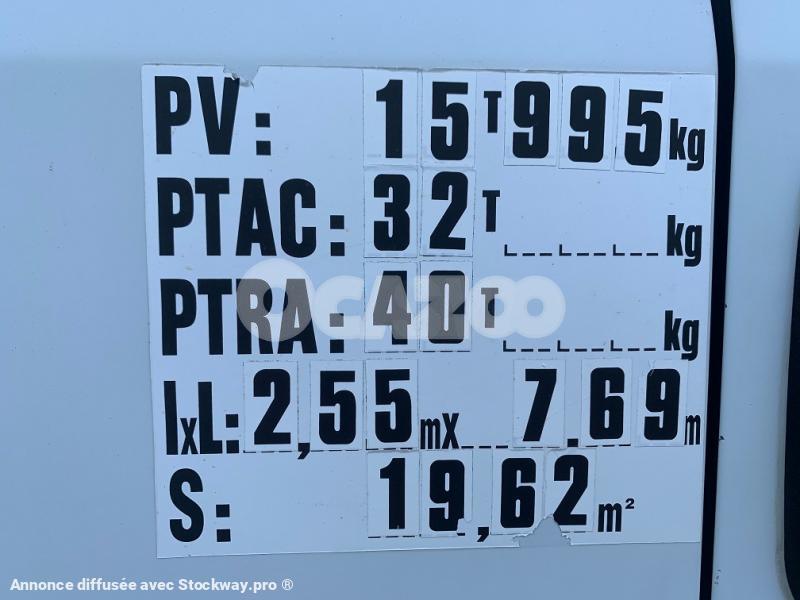 PV: 15T995kg
PTAC: 32T kg
PTRA: 40T kg
OCAZOO
lxL: 2,55mx 7.69m
S: 19,62m²
Annonce diffusée avec Stockway.pro ®